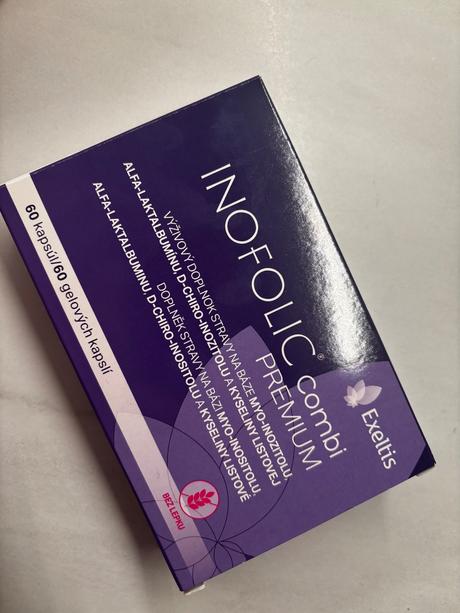 INOFOLIC® combi
PREMIUM
VÝŽIVOVÝ DOPLNOK STRAVY NA BÁZE MYO-INOZITOLU,
ALFA-LAKTALBUMÍNU, D-CHIRO-INOZITOLU A KYSELINY LISTOVEJ
DOPLNĚK STRAVY NA BÁZI MYO-INOSITOLU,
ALFA-LAKTALBUMINU, D-CHIRO-INOSITOLU A KYSELINY LISTOVÉ
60 kapsúl/60 gelových kapslí
Exeltis
BEZ LEPKU